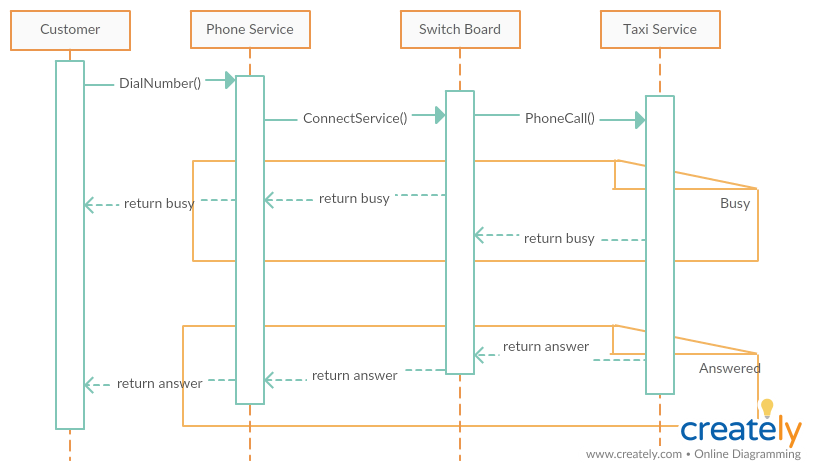 Customer
Phone Service
Switch Board
Taxi Service
DialNumber()
ConnectService()
PhoneCall()
return busy
return busy
Busy
return busy
return answer
Answered
return answer
return answer
creately
www.creately.com • Online Diagramming